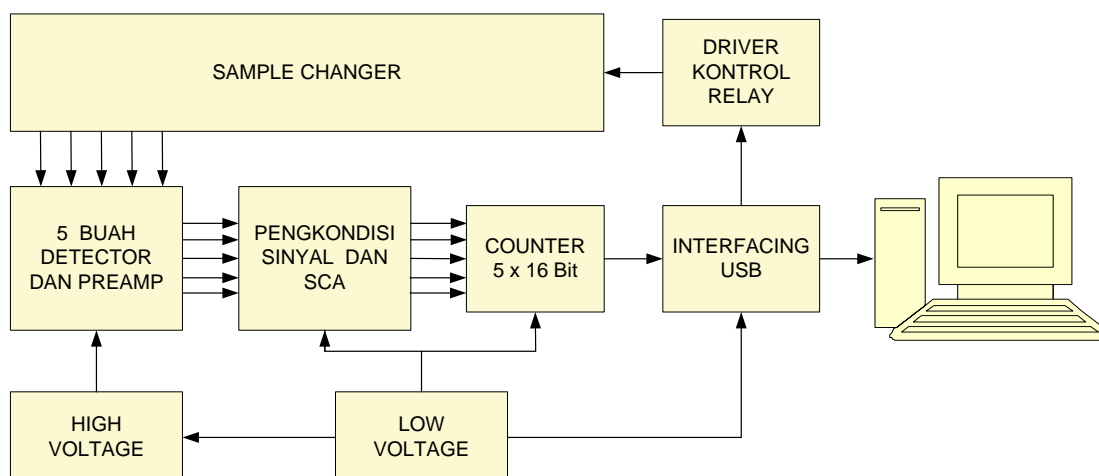 SAMPLE CHANGER
DRIVER
KONTROL
RELAY
5 BUAH
DETECTOR
DAN PREAMP
PENGKONDISI
SINYAL DAN
SCA
COUNTER
5 x 16 Bit
INTERFACING
USB
HIGH
VOLTAGE
LOW
VOLTAGE